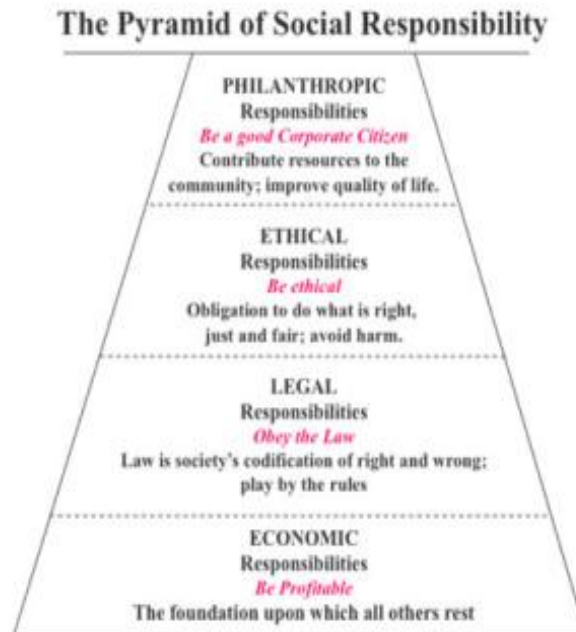 The Pyramid of Social Responsibility
PHILANTHROPIC
Responsibilities
Be a good Corporate Citizen
Contribute resources to the
community; improve quality of life.
ETHICAL
Responsibilities
Be ethical
Obligation to do what is right,
just and fair; avoid harm.
LEGAL
Responsibilities
Obey the Law
Law is society's codification of right and wrong;
play by the rules
ECONOMIC
Responsibilities
Be Profitable
The foundation upon which all others rest